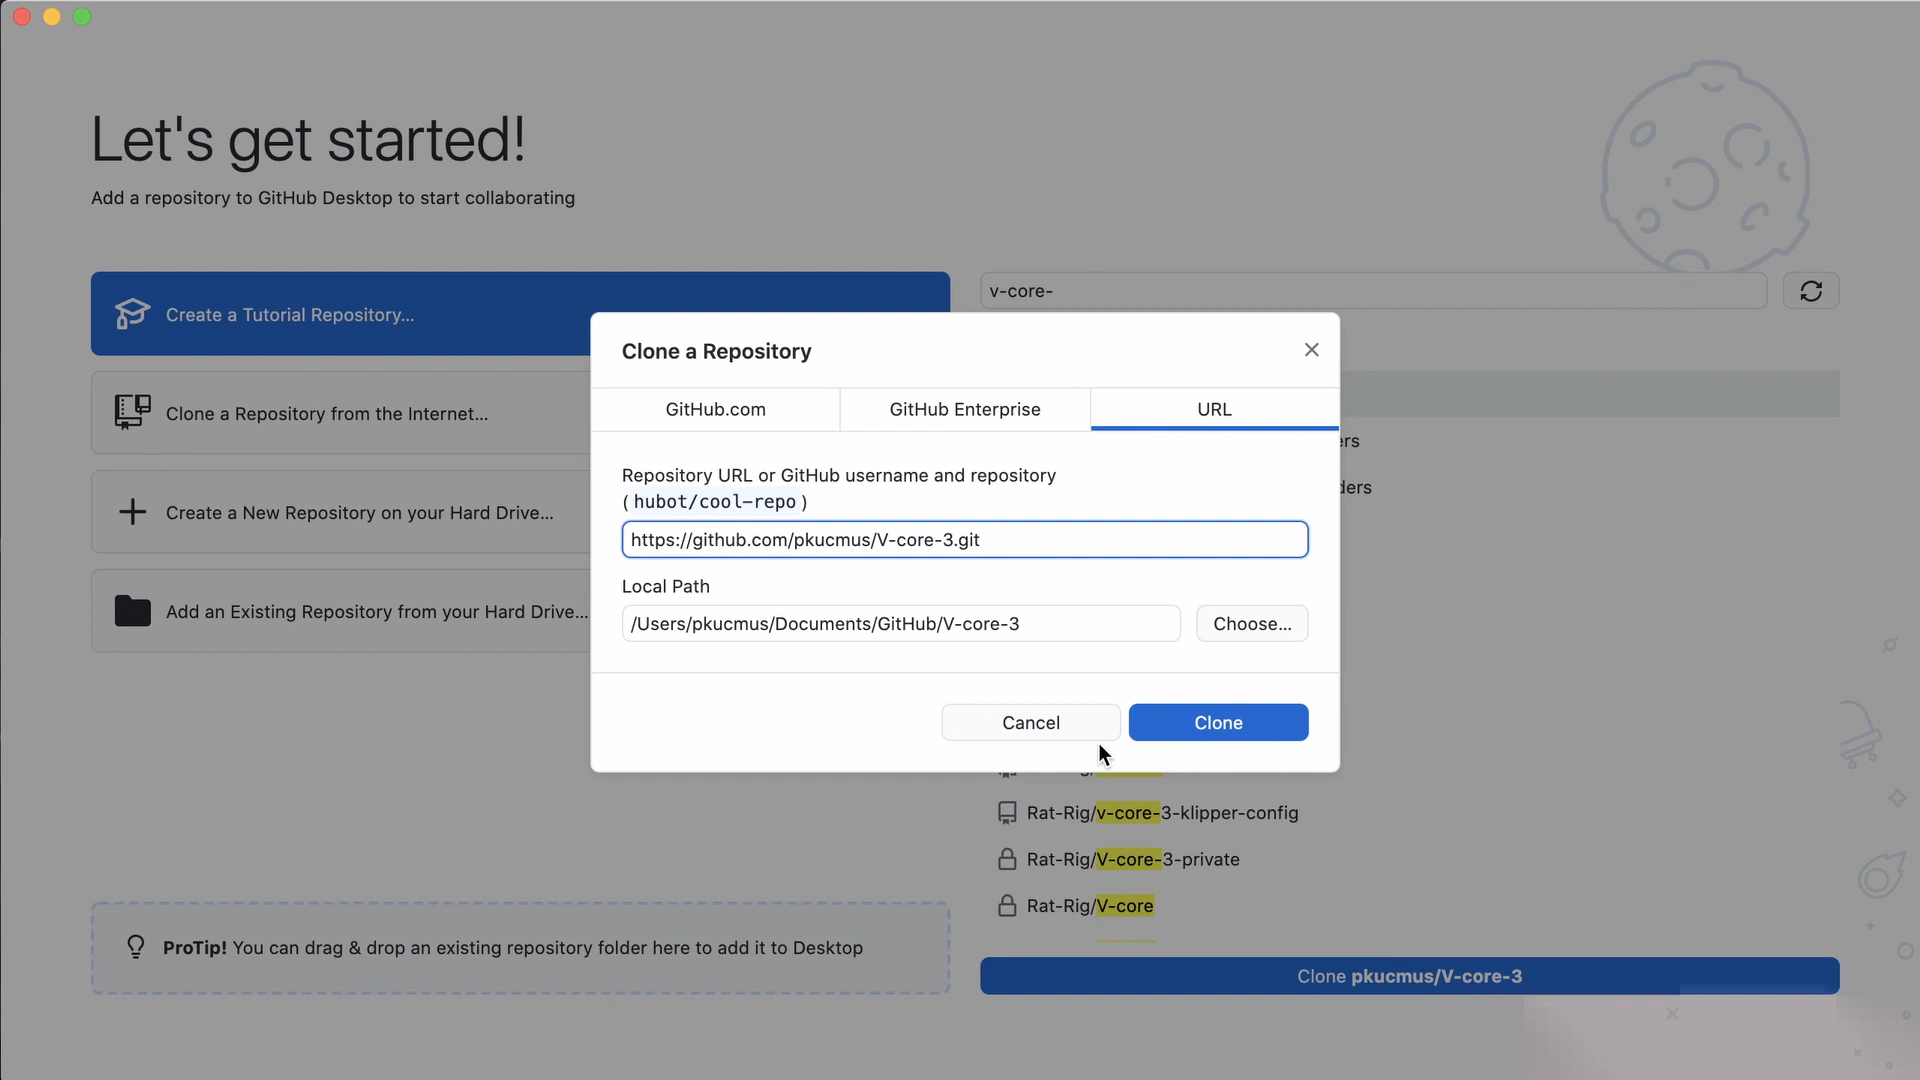 Let's get started!
Add a repository to GitHub Desktop to start collaborating
Create a Tutorial Repository...
Clone a Repository from the Internet...
Create a New Repository on your Hard Drive...
Add an Existing Repository from your Hard Drive...
ProTip! You can drag & drop an existing repository folder here to add it to Desktop
v-core-
Clone a Repository
GitHub.com
GitHub Enterprise
URL
Repository URL or GitHub username and repository
(hubot/cool-repo)
https://github.com/pkucmus/V-core-3.git
Local Path
/Users/pkucmus/Documents/GitHub/V-core-3
Choose...
Cancel
Clone
Rat-Rig/v-core-3-klipper-config
Rat-Rig/V-core-3-private
Rat-Rig/V-core
Clone pkucmus/V-core-3